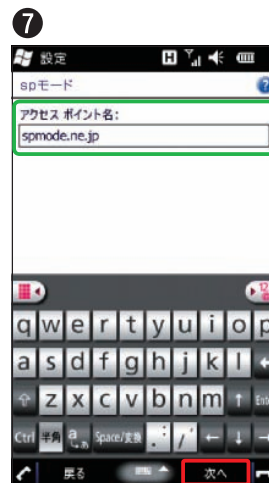 7
設定
H
spモード
?
アクセス ポイント名:
spmode.ne.jp
q w e r t y u i o p
a s d f g h j k l
z x c v b n m Ent
Ctrl 半角 Space/変換 . /
戻る 次へ